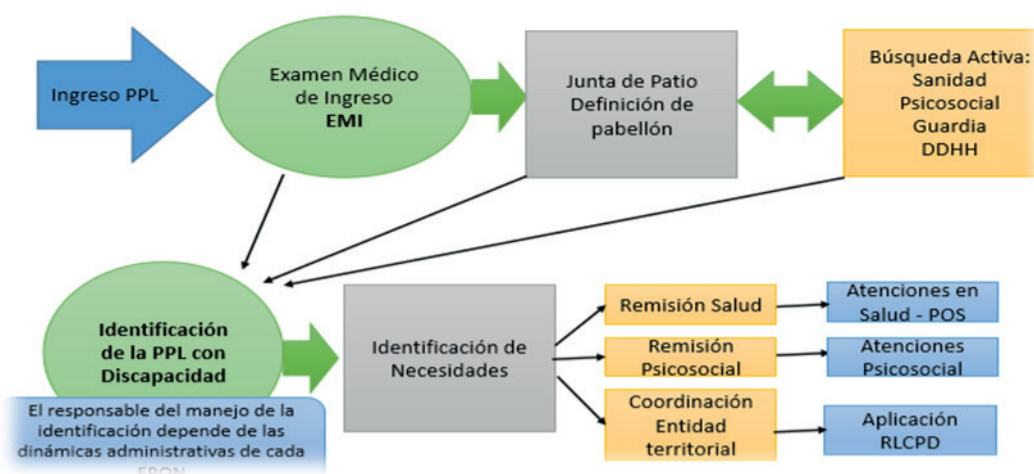 Ingreso PPL
Examen Médico
de Ingreso
EMI
Junta de Patio
Definición de
pabellón
Búsqueda Activa:
Sanidad
Psicosocial
Guardia
DDHH
Identificación
de la PPL con
Discapacidad
El responsable del manejo de la
identificación depende de las
dinámicas administrativas de cada
ERON
Identificación de
Necesidades
Remisión Salud
Atenciones en
Salud - POS
Remisión
Psicosocial
Atenciones
Psicosocial
Coordinación
Entidad
territorial
Aplicación
RLCPD